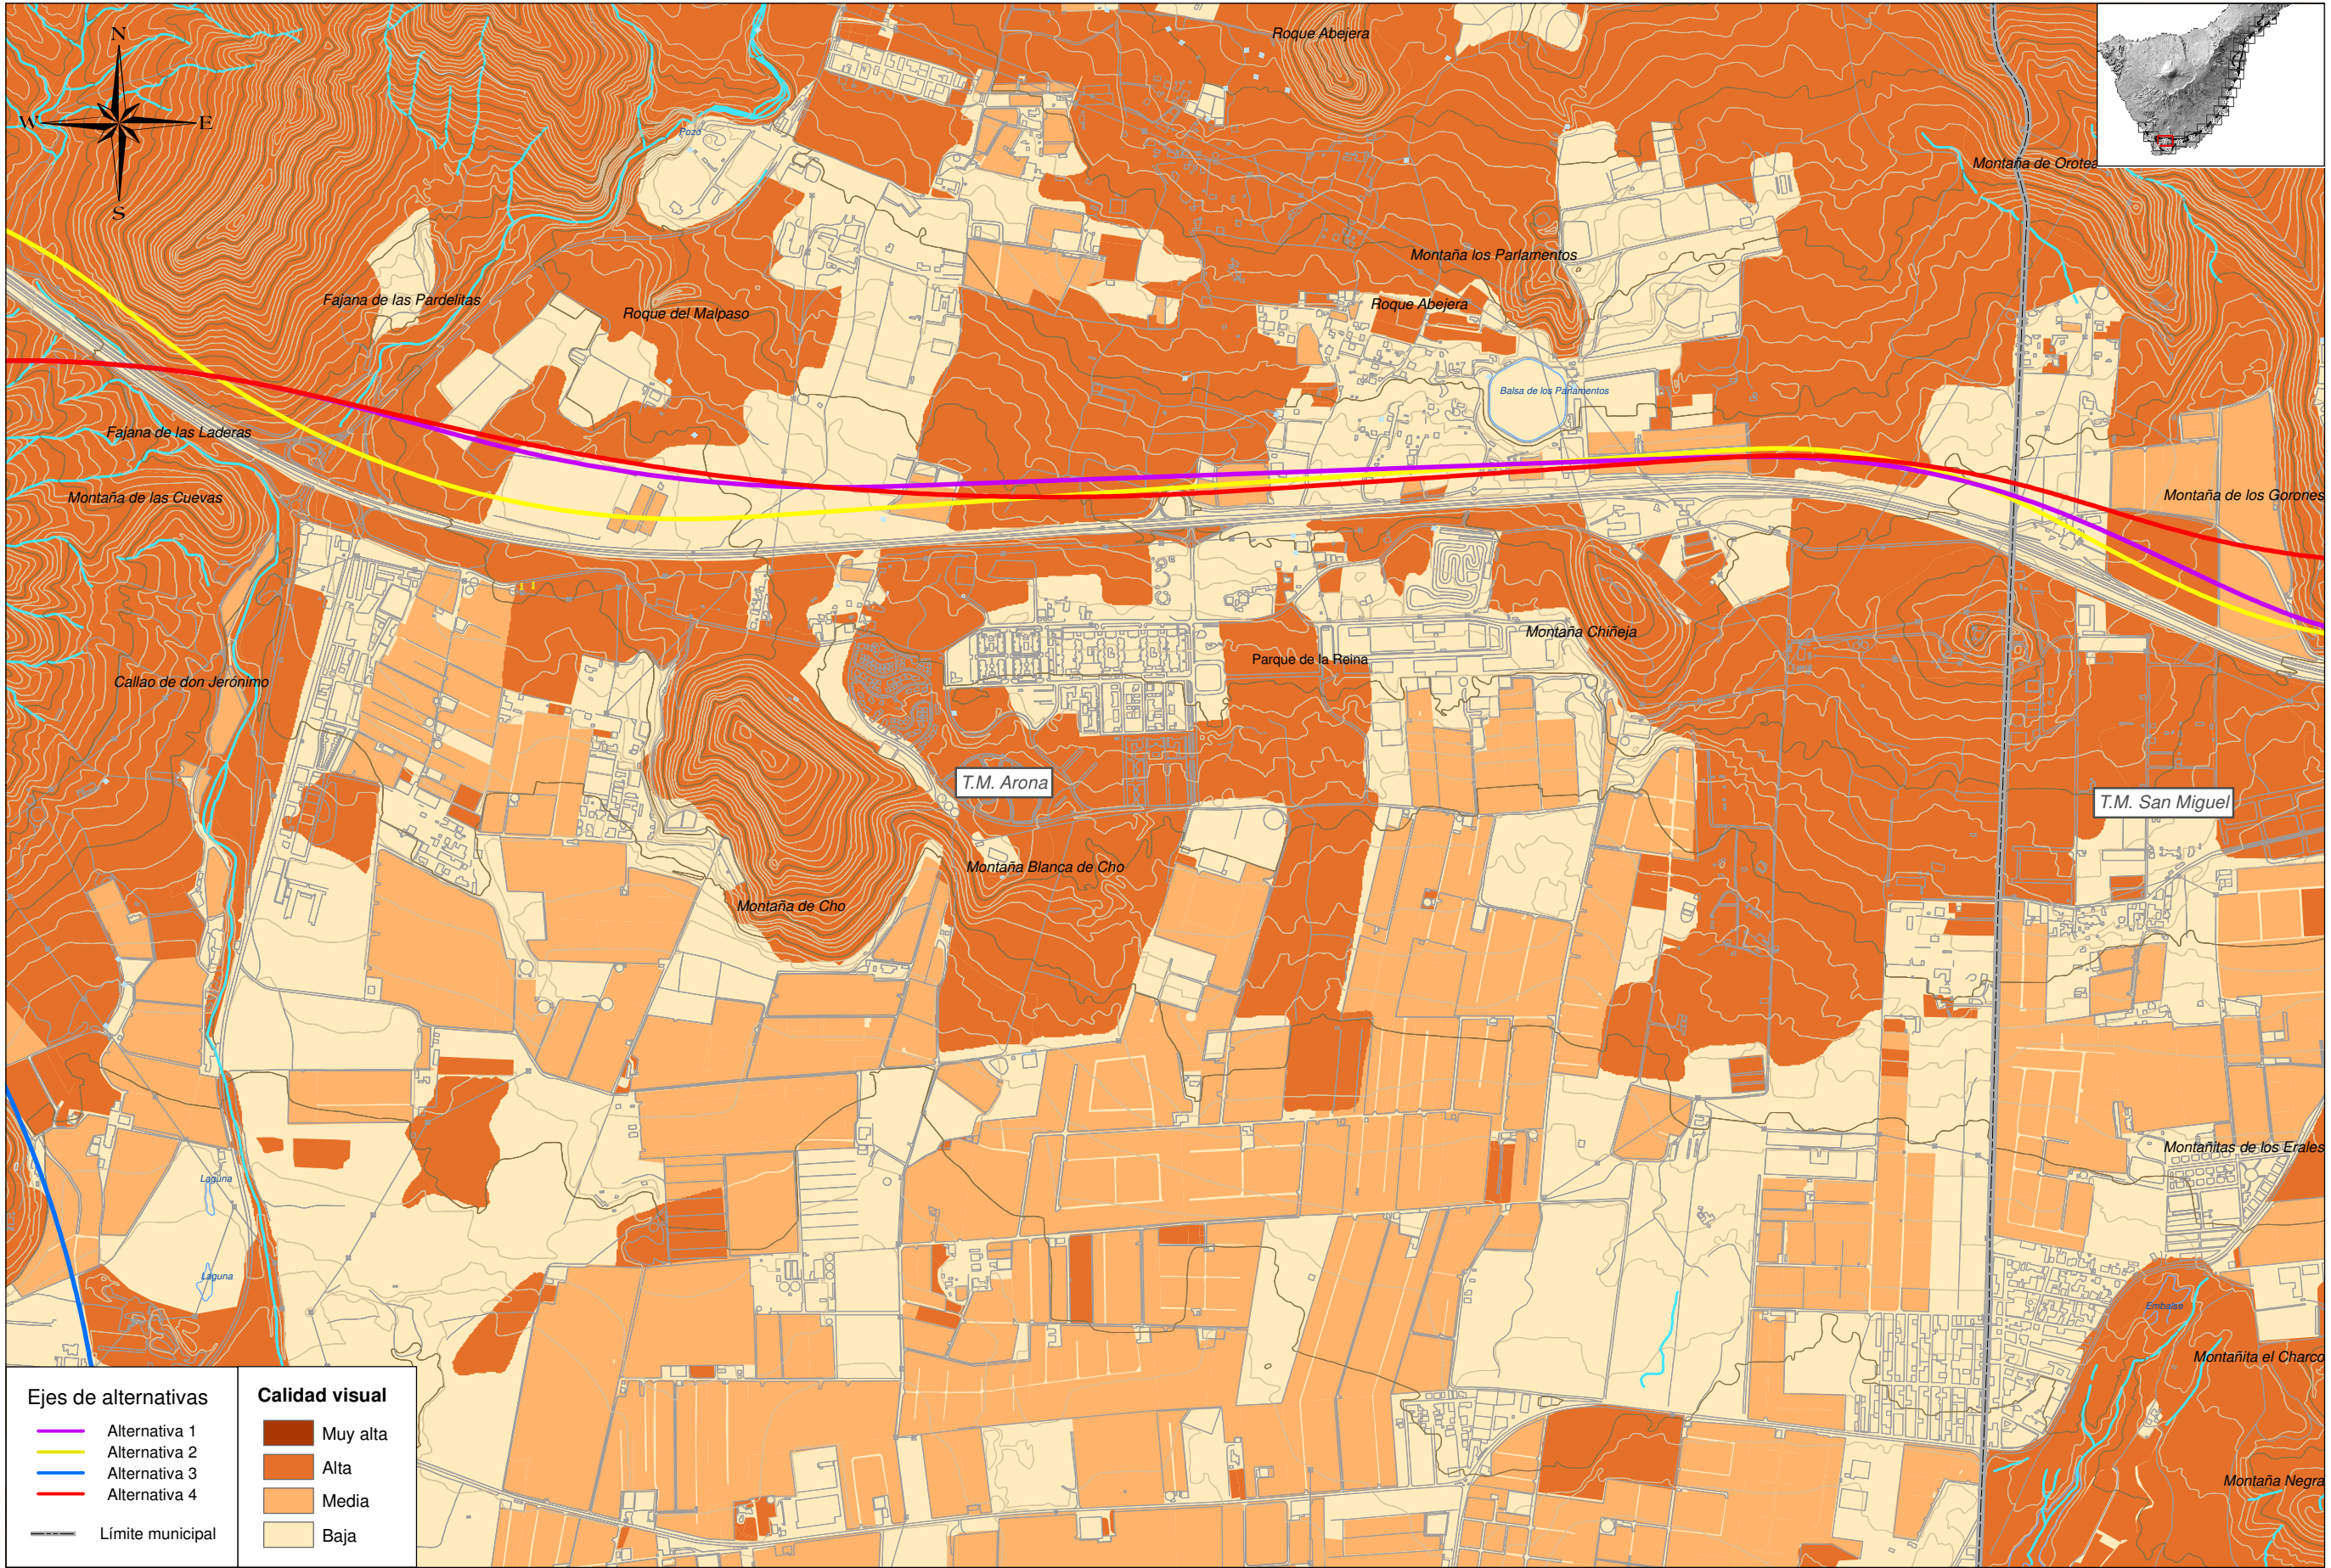 N
W
E
S
Roque Abejera
Pozo
Montaña de Orotea
Montaña los Parlamentos
Fajana de las Pardelitas
Roque del Malpaso
Roque Abejera
Balsa de los Parlamentos
Fajana de las Laderas
Montaña de las Cuevas
Montaña de los Gorones
Montaña Chiñeja
Parque de la Reina
Callao de don Jerónimo
T.M. Arona
T.M. San Miguel
Montaña Blanca de Cho
Montaña de Cho
Montañitas de los Erales
Laguna
Laguna
Embalse
Montañita el Charco
Montaña Negra
Ejes de alternativas
Alternativa 1
Alternativa 2
Alternativa 3
Alternativa 4
Límite municipal
Calidad visual
Muy alta
Alta
Media
Baja